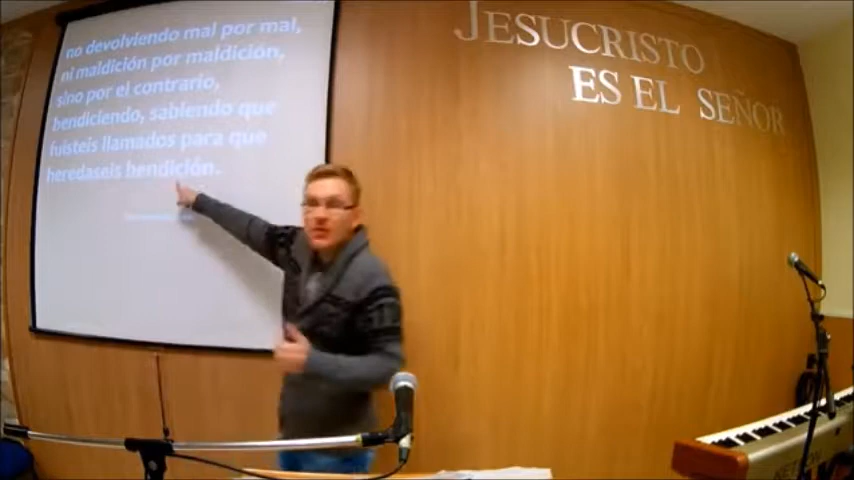 no devolviendo mal por mal,
ni maldición por maldición,
sino por el contrario,
bendiciendo, sabiendo que
fuisteis llamados para que
heredaseis bendición.
JESUCRISTO
ES EL SEÑOR